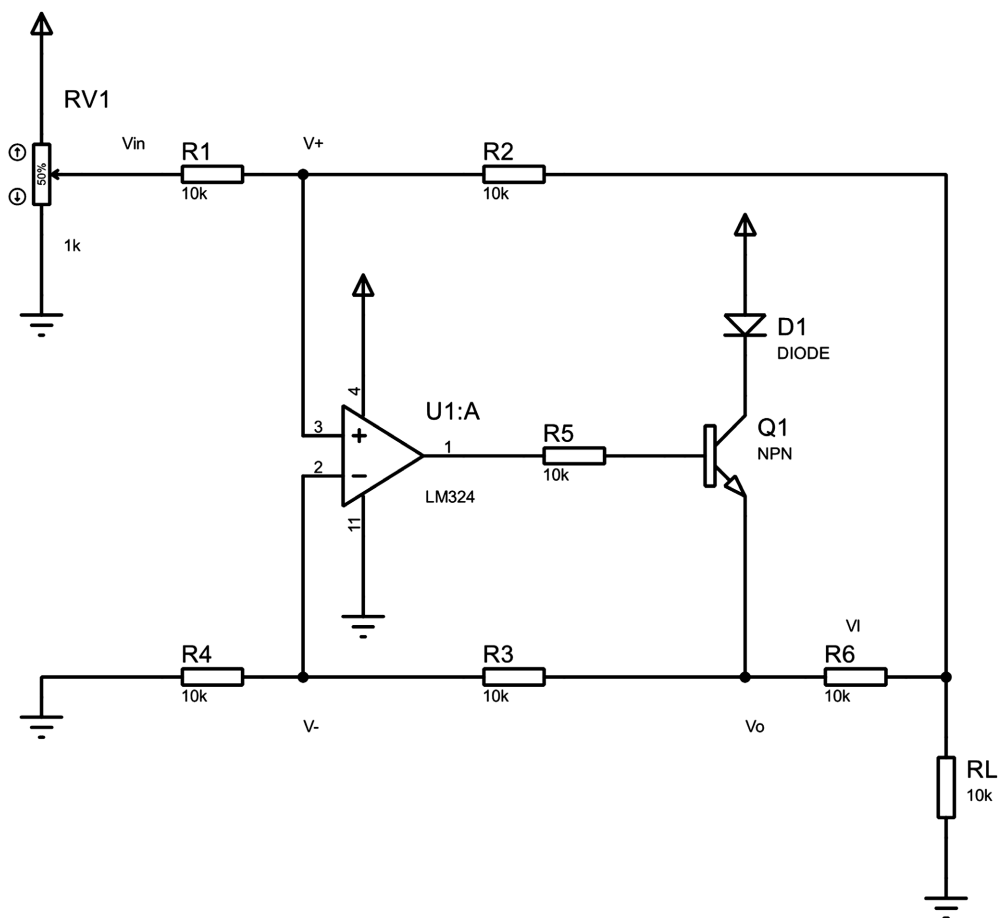 RV1
50%
1k
Vin
R1
10k
V+
R2
10k
D1
DIODE
4
U1:A
3
2
1
11
LM324
R5
10k
Q1
NPN
R4
10k
R3
10k
VI
R6
10k
V-
Vo
RL
10k